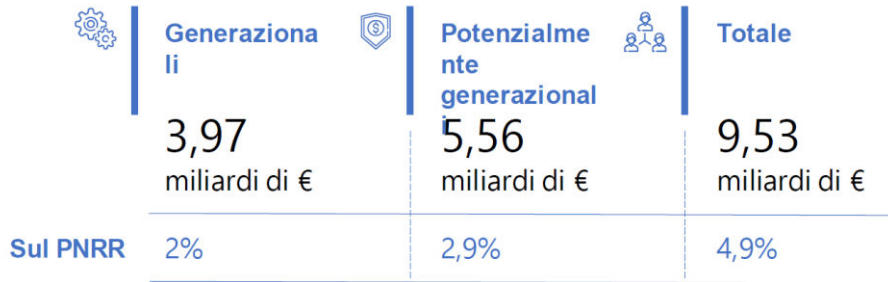 Generaziona
li
Potenzialme
nte
generazional
i
Totale
3,97
miliardi di €
5,56
miliardi di €
9,53
miliardi di €
Sul PNRR 2% 2,9% 4,9%